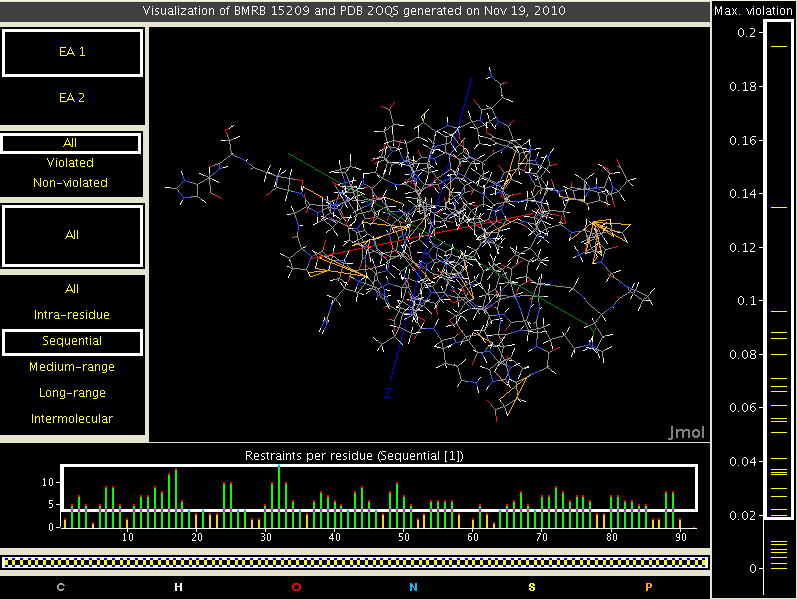 Visualization of BMRB 15209 and PDB 2OQS generated on Nov 19, 2010
Max. violation
EA 1
EA 2
All
Violated
Non-violated
All
All
Intra-residue
Sequential
Medium-range
Long-range
Intermolecular
Z
Jmol
0.2
0.18
0.16
0.14
0.12
0.1
0.08
0.06
0.04
0.02
0
Restraints per residue (Sequential [1])
10
5
0
10 20 30 40 50 60 70 80 90
C H O N S P